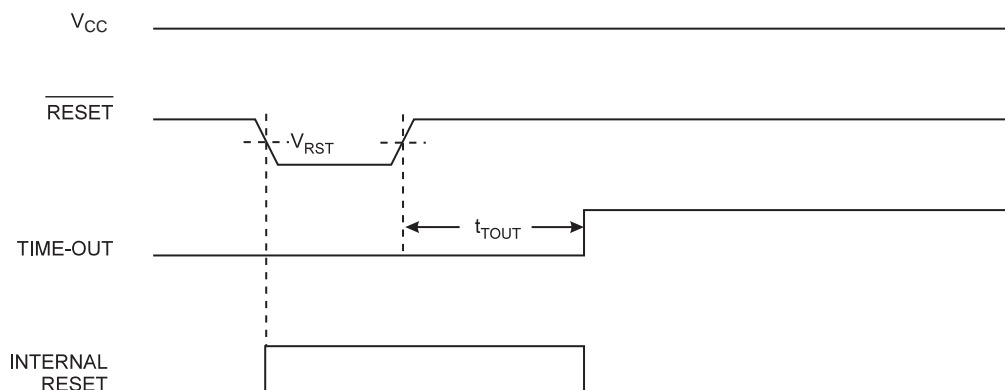 VCC
RESET
VRST
tTOUT
TIME-OUT
INTERNAL
RESET